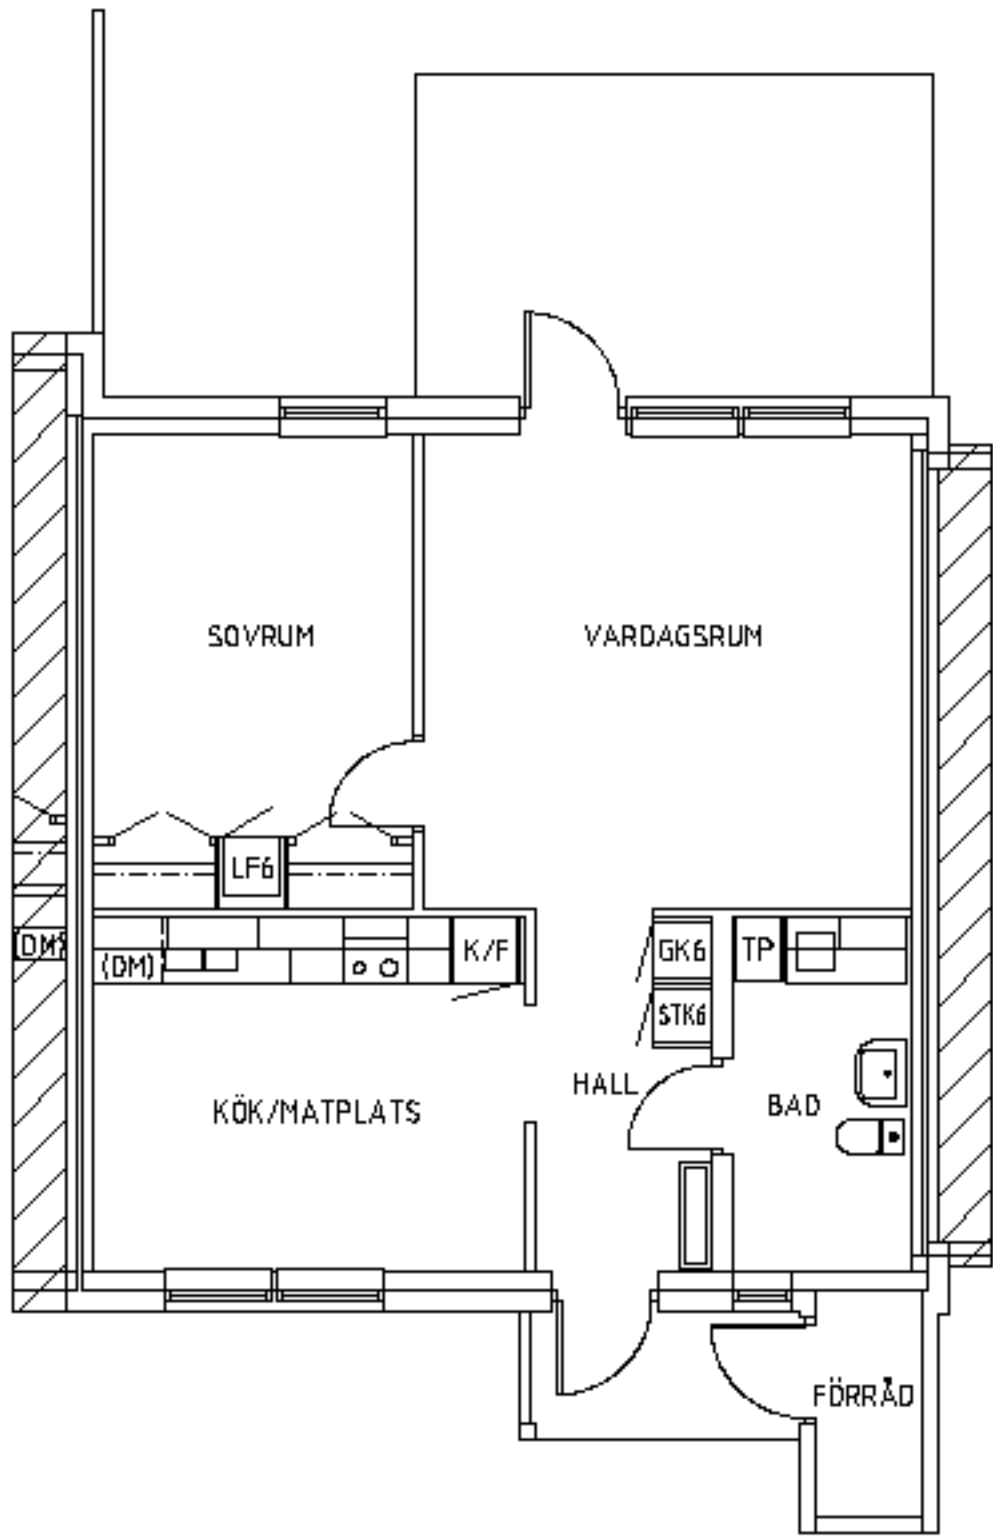 SOVRUM
VARDAGSRUM
LF6
(DM)
(DM)
K/F
GK6
TP
STK6
HALL
KÖK/MATPLATS
BAD
FÖRRÅD